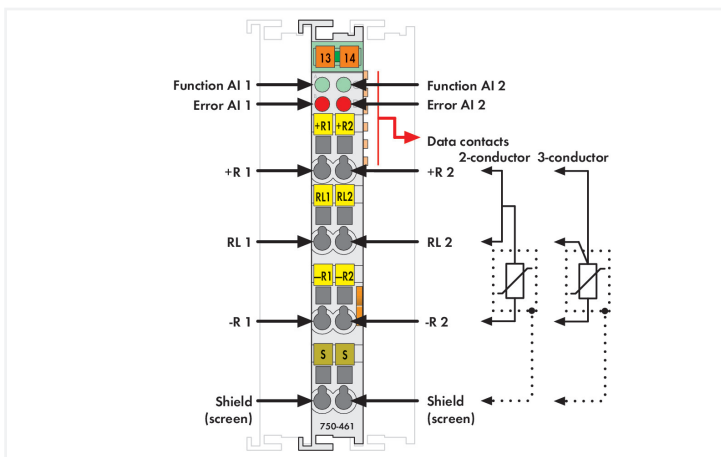 13 14
Function AI 1
Function AI 2
Error AI 1
Error AI 2
+R1 +R2
Data contacts
2-conductor
3-conductor
+R 1
+R 2
RL1 RL2
RL 1
RL 2
−R1 −R2
-R 1
-R 2
S S
Shield
(screen)
Shield
(screen)
750-461